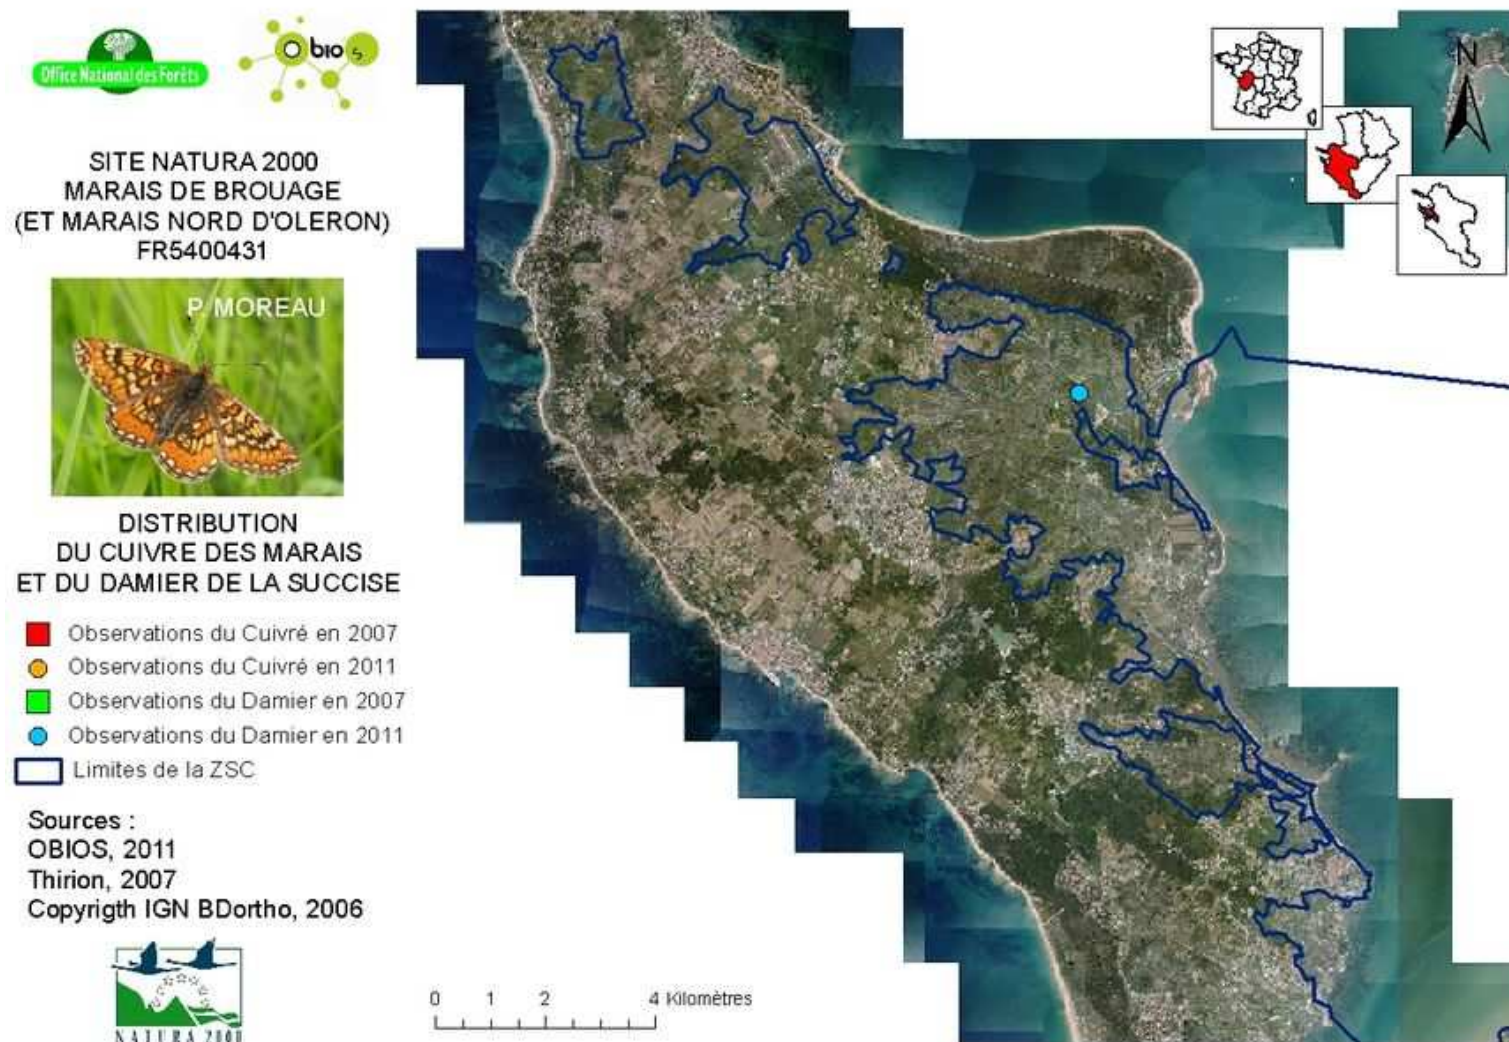 Office National des Forêts
Obios
SITE NATURA 2000
MARAIS DE BROUAGE
(ET MARAIS NORD D'OLERON)
FR5400431
P. MOREAU
DISTRIBUTION
DU CUIVRE DES MARAIS
ET DU DAMIER DE LA SUCCISE
Observations du Cuivré en 2007
Observations du Cuivré en 2011
Observations du Damier en 2007
Observations du Damier en 2011
Limites de la ZSC
Sources :
OBIOS, 2011
Thirion, 2007
Copyrigth IGN BDortho, 2006
NATURA 2000
0 1 2 4 Kilomètres
N